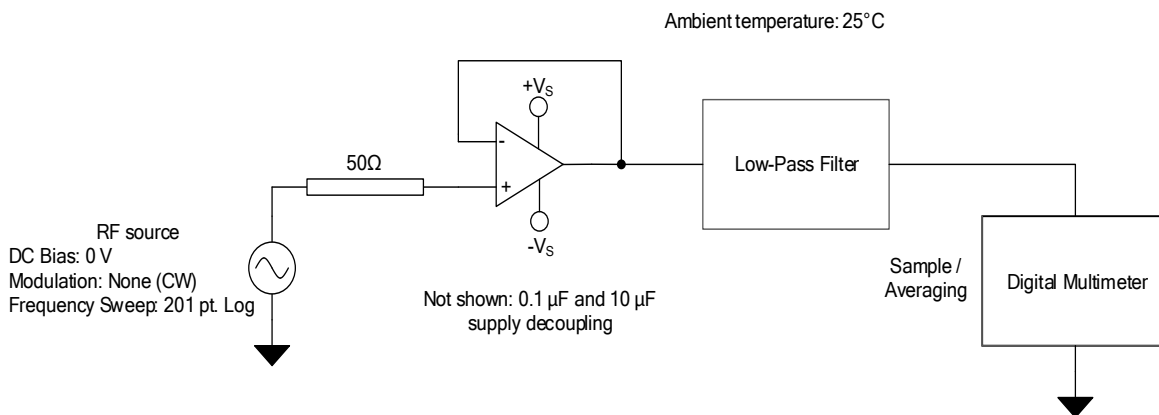 Ambient temperature: 25°C
+VS
-
50Ω
+
Low-Pass Filter
-VS
RF source
DC Bias: 0 V
Modulation: None (CW)
Frequency Sweep: 201 pt. Log
Not shown: 0.1 µF and 10 µF
supply decoupling
Sample /
Averaging
Digital Multimeter